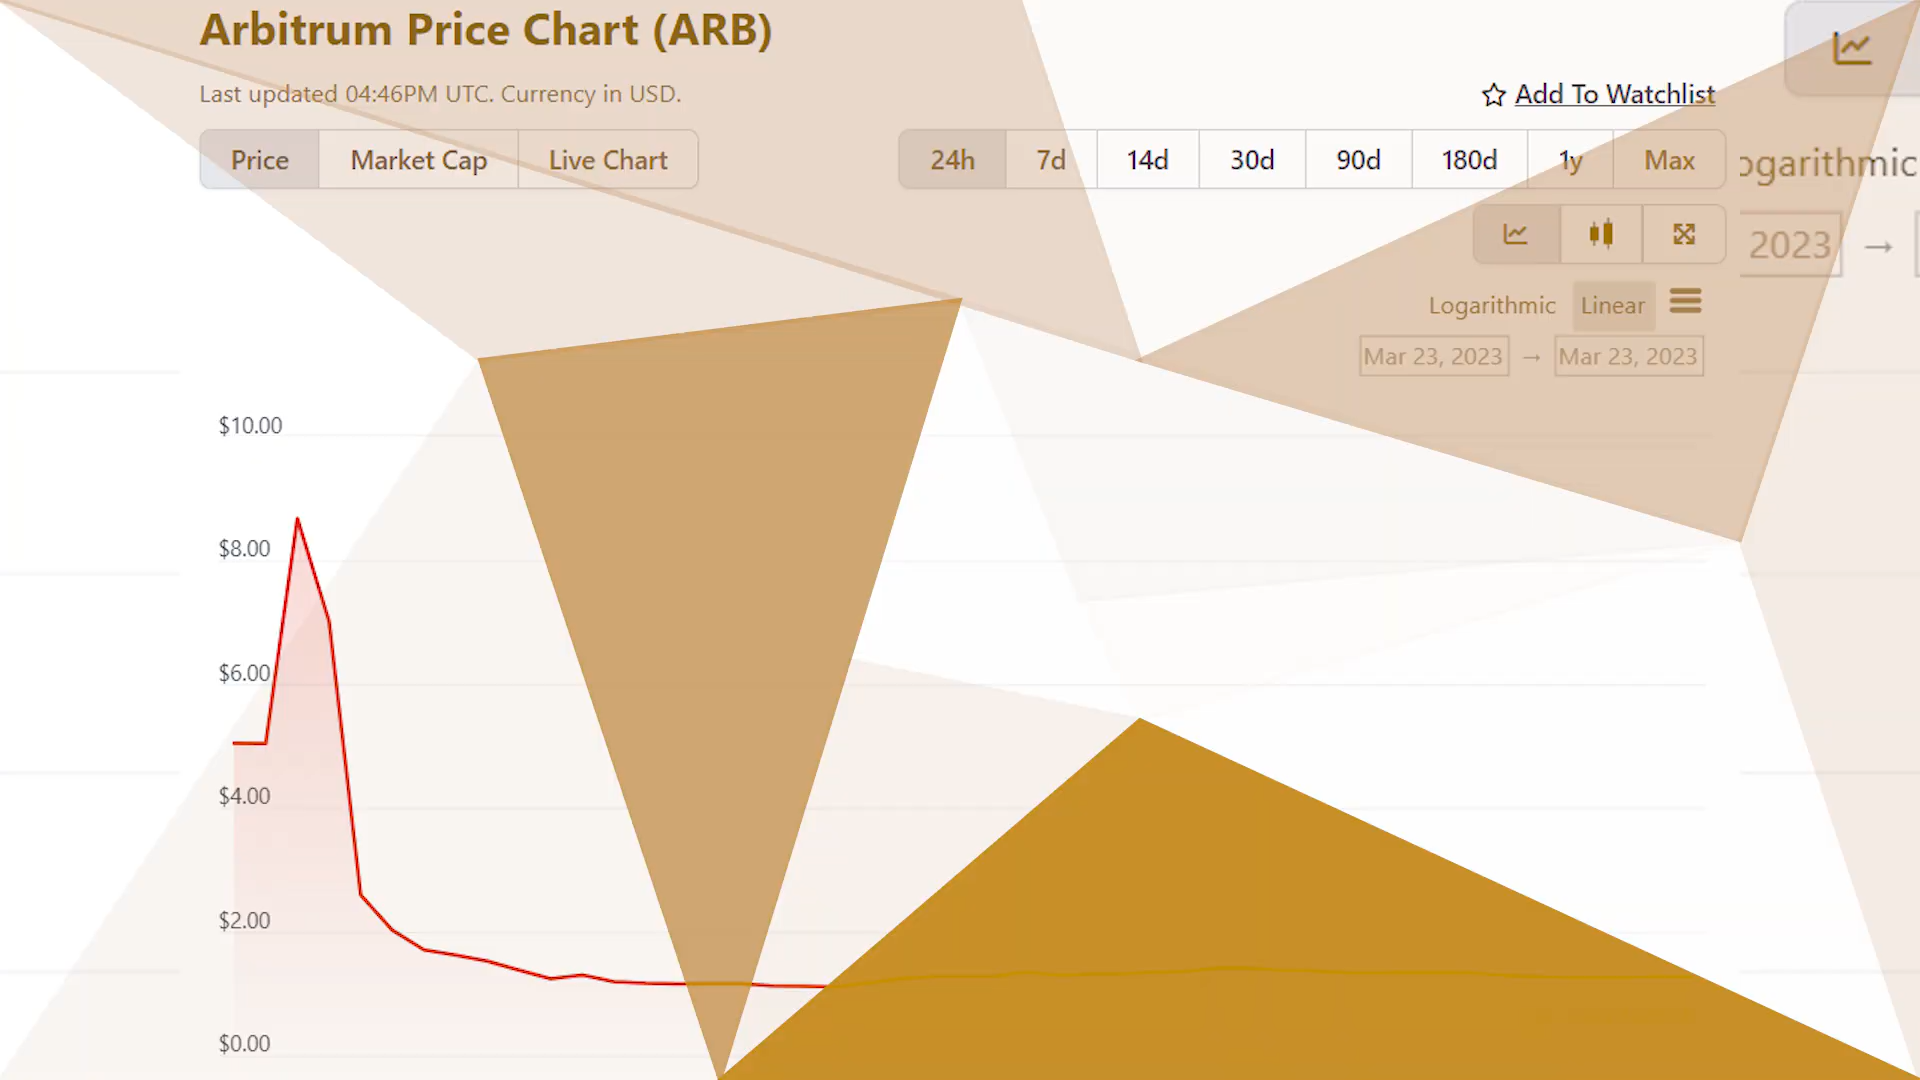 Arbitrum Price Chart (ARB)
Last updated 04:46PM UTC. Currency in USD.
Add To Watchlist
Price Market Cap Live Chart
24h 7d 14d 30d 90d 180d 1y Max
ogarithmic
2023 →
Logarithmic Linear
Mar 23, 2023 → Mar 23, 2023
$10.00
$8.00
$6.00
$4.00
$2.00
$0.00